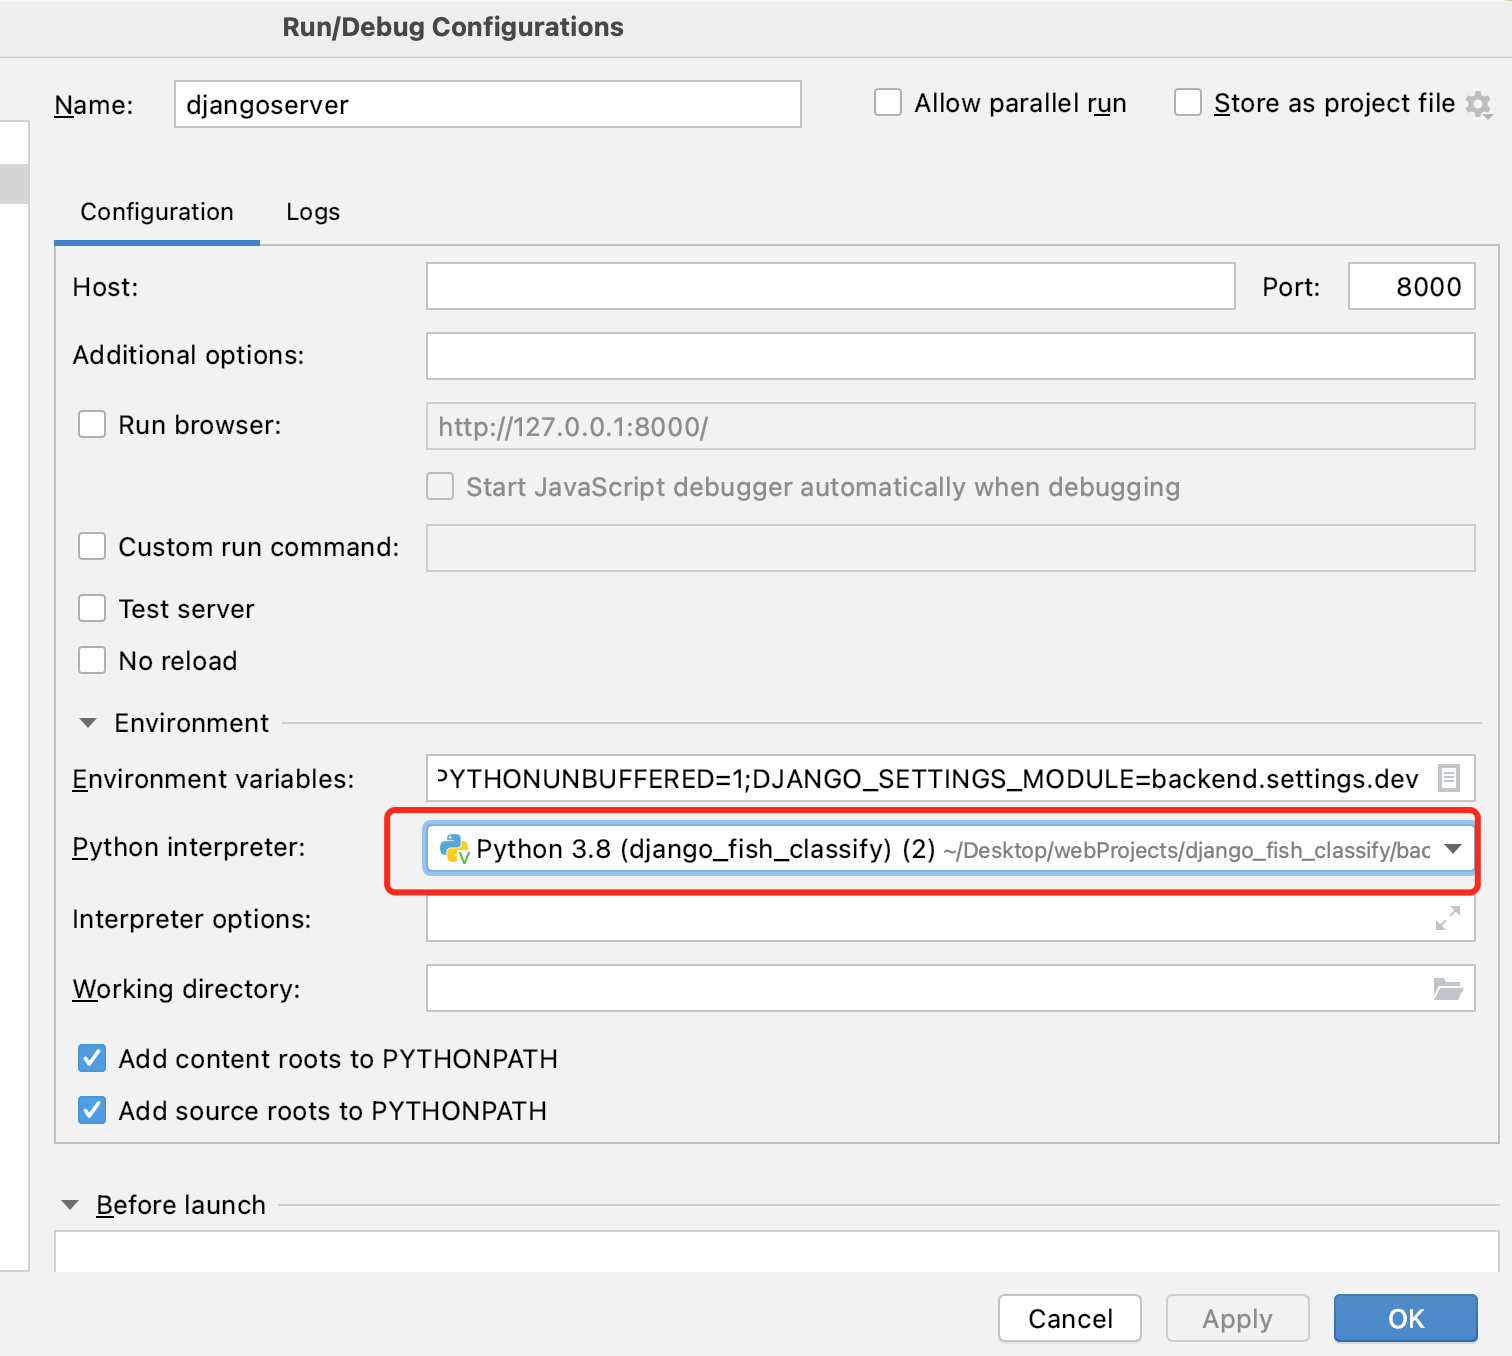 Run/Debug Configurations
Name: djangoserver Allow parallel run Store as project file
Configuration Logs
Host: Port: 8000
Additional options:
Run browser: http://127.0.0.1:8000/
Start JavaScript debugger automatically when debugging
Custom run command:
Test server
No reload
Environment
Environment variables: PYTHONUNBUFFERED=1;DJANGO_SETTINGS_MODULE=backend.settings.dev
Python interpreter: Python 3.8 (django_fish_classify) (2) ~/Desktop/webProjects/django_fish_classify/bac
Interpreter options:
Working directory:
Add content roots to PYTHONPATH
Add source roots to PYTHONPATH
Before launch
Cancel Apply OK